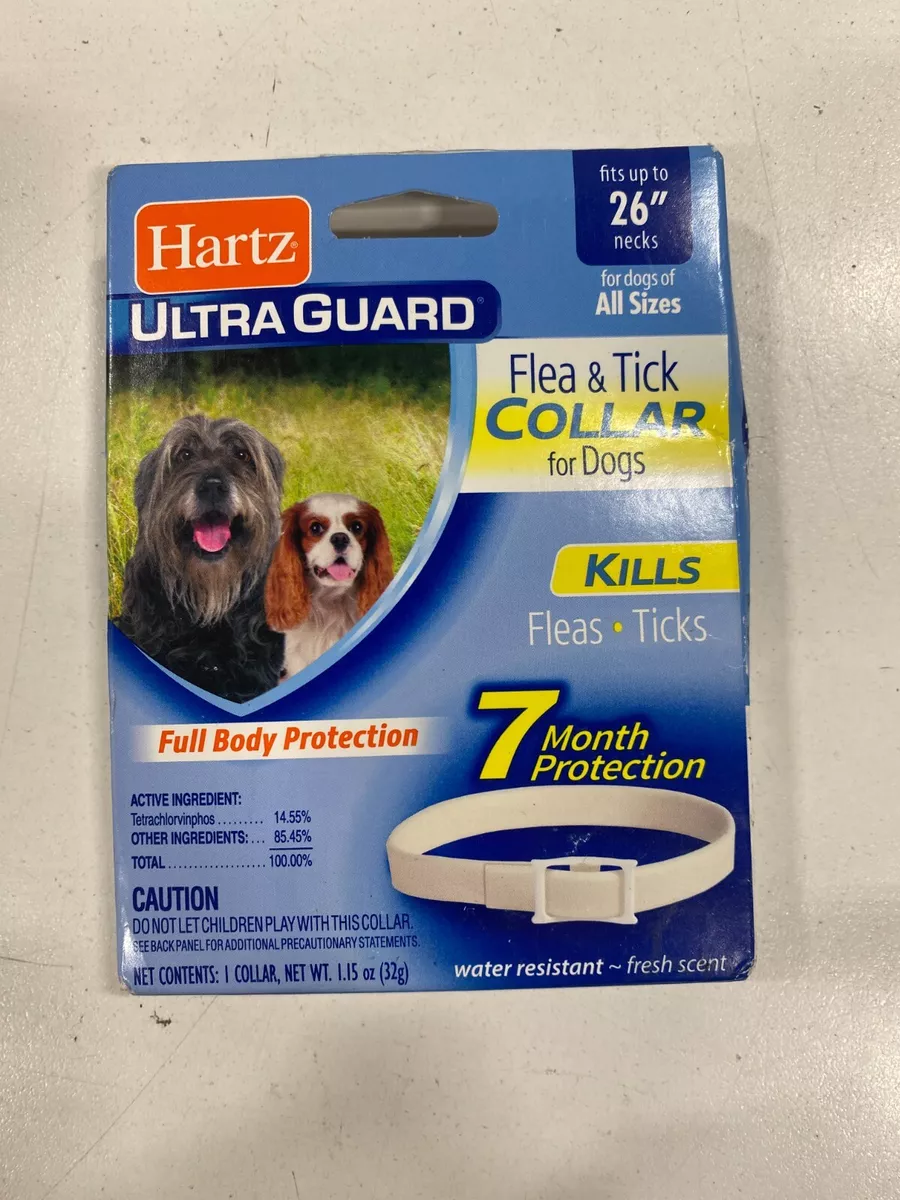 Hartz®
ULTRA GUARD®
fits up to
26”
necks
for dogs of
All Sizes
Flea & Tick
COLLAR
for Dogs
KILLS
Fleas • Ticks
Full Body Protection
7 Month
Protection
ACTIVE INGREDIENT:
Tetrachlorvinphos ......... 14.55%
OTHER INGREDIENTS: ... 85.45%
TOTAL ...................... 100.00%
CAUTION
DO NOT LET CHILDREN PLAY WITH THIS COLLAR.
SEE BACK PANEL FOR ADDITIONAL PRECAUTIONARY STATEMENTS.
NET CONTENTS: 1 COLLAR, NET WT. 1.15 oz (32g)
water resistant ~ fresh scent